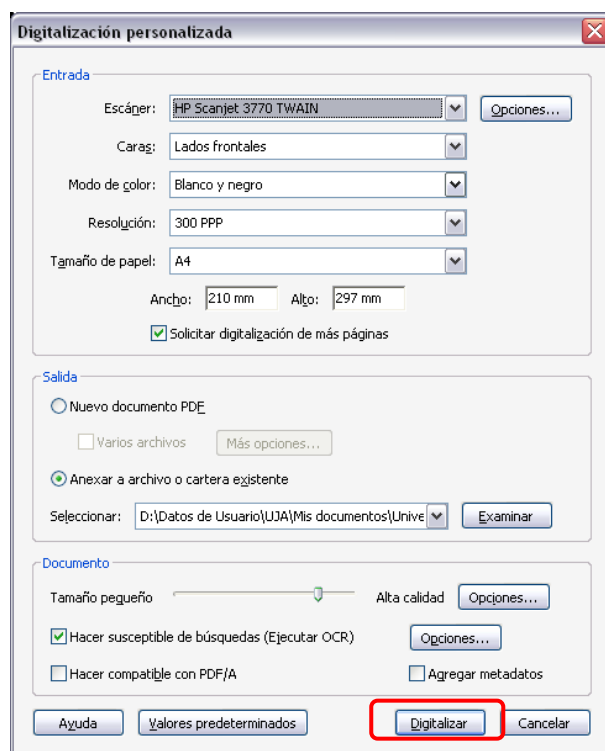 Digitalización personalizada
Entrada
Escáner: HP Scanjet 3770 TWAIN Opciones...
Caras: Lados frontales
Modo de color: Blanco y negro
Resolución: 300 PPP
Tamaño de papel: A4
Ancho: 210 mm Alto: 297 mm
Solicitar digitalización de más páginas
Salida
Nuevo documento PDF
Varios archivos Más opciones...
Anexar a archivo o cartera existente
Seleccionar: D:\Datos de Usuario\UJA\Mis documentos\Unive Examinar
Documento
Tamaño pequeño Alta calidad Opciones...
Hacer susceptible de búsquedas (Ejecutar OCR) Opciones...
Hacer compatible con PDF/A Agregar metadatos
Ayuda Valores predeterminados Digitalizar Cancelar